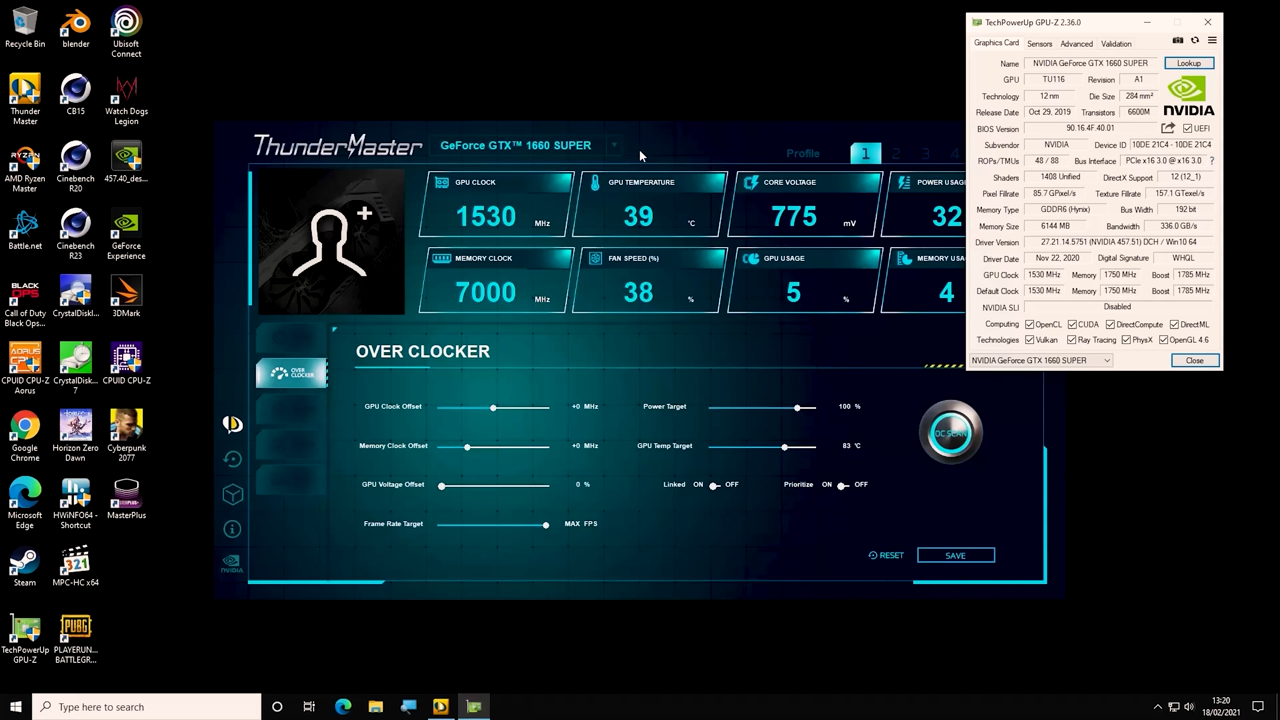 Recycle Bin
blender
Ubisoft
Connect
Thunder
Master
CB15
Watch Dogs
Legion
AMD Ryzen
Master
Cinebench
R20
457.40_des...
Battle.net
Cinebench
R23
GeForce
Experience
BLACK
OPS
Call of Duty
Black Ops...
CrystalDiskI...
3DMark
CPUID CPU-Z
Aorus
CrystalDisk...
7
CPUID CPU-Z
Google
Chrome
Horizon Zero
Dawn
Cyberpunk
2077
Microsoft
Edge
HWiNFO64 -
Shortcut
MasterPlus
Steam
MPC-HC x64
TechPowerUp
GPU-Z
PLAYERUN...
BATTLEGR...
THUNDERMASTER
GeForce GTX™ 1660 SUPER
Profile 1 2 3 4
GPU CLOCK
1530 MHz
GPU TEMPERATURE
39 °C
CORE VOLTAGE
775 mV
POWER USAG
32
MEMORY CLOCK
7000 MHz
FAN SPEED (%)
38 %
GPU USAGE
5 %
MEMORY USA
4
OVER
CLOCKER
OVER CLOCKER
GPU Clock Offset +0 MHz
Power Target 100 %
Memory Clock Offset +0 MHz
GPU Temp Target 83 °C
GPU Voltage Offset 0 %
Linked ON OFF
Prioritize ON OFF
Frame Rate Target MAX FPS
OC SCAN
RESET
SAVE
NVIDIA
TechPowerUp GPU-Z 2.36.0
Graphics Card Sensors Advanced Validation
Name NVIDIA GeForce GTX 1660 SUPER Lookup
GPU TU116 Revision A1
Technology 12 nm Die Size 284 mm²
Release Date Oct 29, 2019 Transistors 6600M
NVIDIA
BIOS Version 90.16.4F.40.01 UEFI
Subvendor NVIDIA Device ID 10DE 21C4 - 10DE 21C4
ROPs/TMUs 48 / 88 Bus Interface PCIe x16 3.0 @ x16 3.0 ?
Shaders 1408 Unified DirectX Support 12 (12_1)
Pixel Fillrate 85.7 GPixel/s Texture Fillrate 157.1 GTexel/s
Memory Type GDDR6 (Hynix) Bus Width 192 bit
Memory Size 6144 MB Bandwidth 336.0 GB/s
Driver Version 27.21.14.5751 (NVIDIA 457.51) DCH / Win10 64
Driver Date Nov 22, 2020 Digital Signature WHQL
GPU Clock 1530 MHz Memory 1750 MHz Boost 1785 MHz
Default Clock 1530 MHz Memory 1750 MHz Boost 1785 MHz
NVIDIA SLI Disabled
Computing OpenCL CUDA DirectCompute DirectML
Technologies Vulkan Ray Tracing PhysX OpenGL 4.6
NVIDIA GeForce GTX 1660 SUPER
Close
Type here to search
13:20
18/02/2021